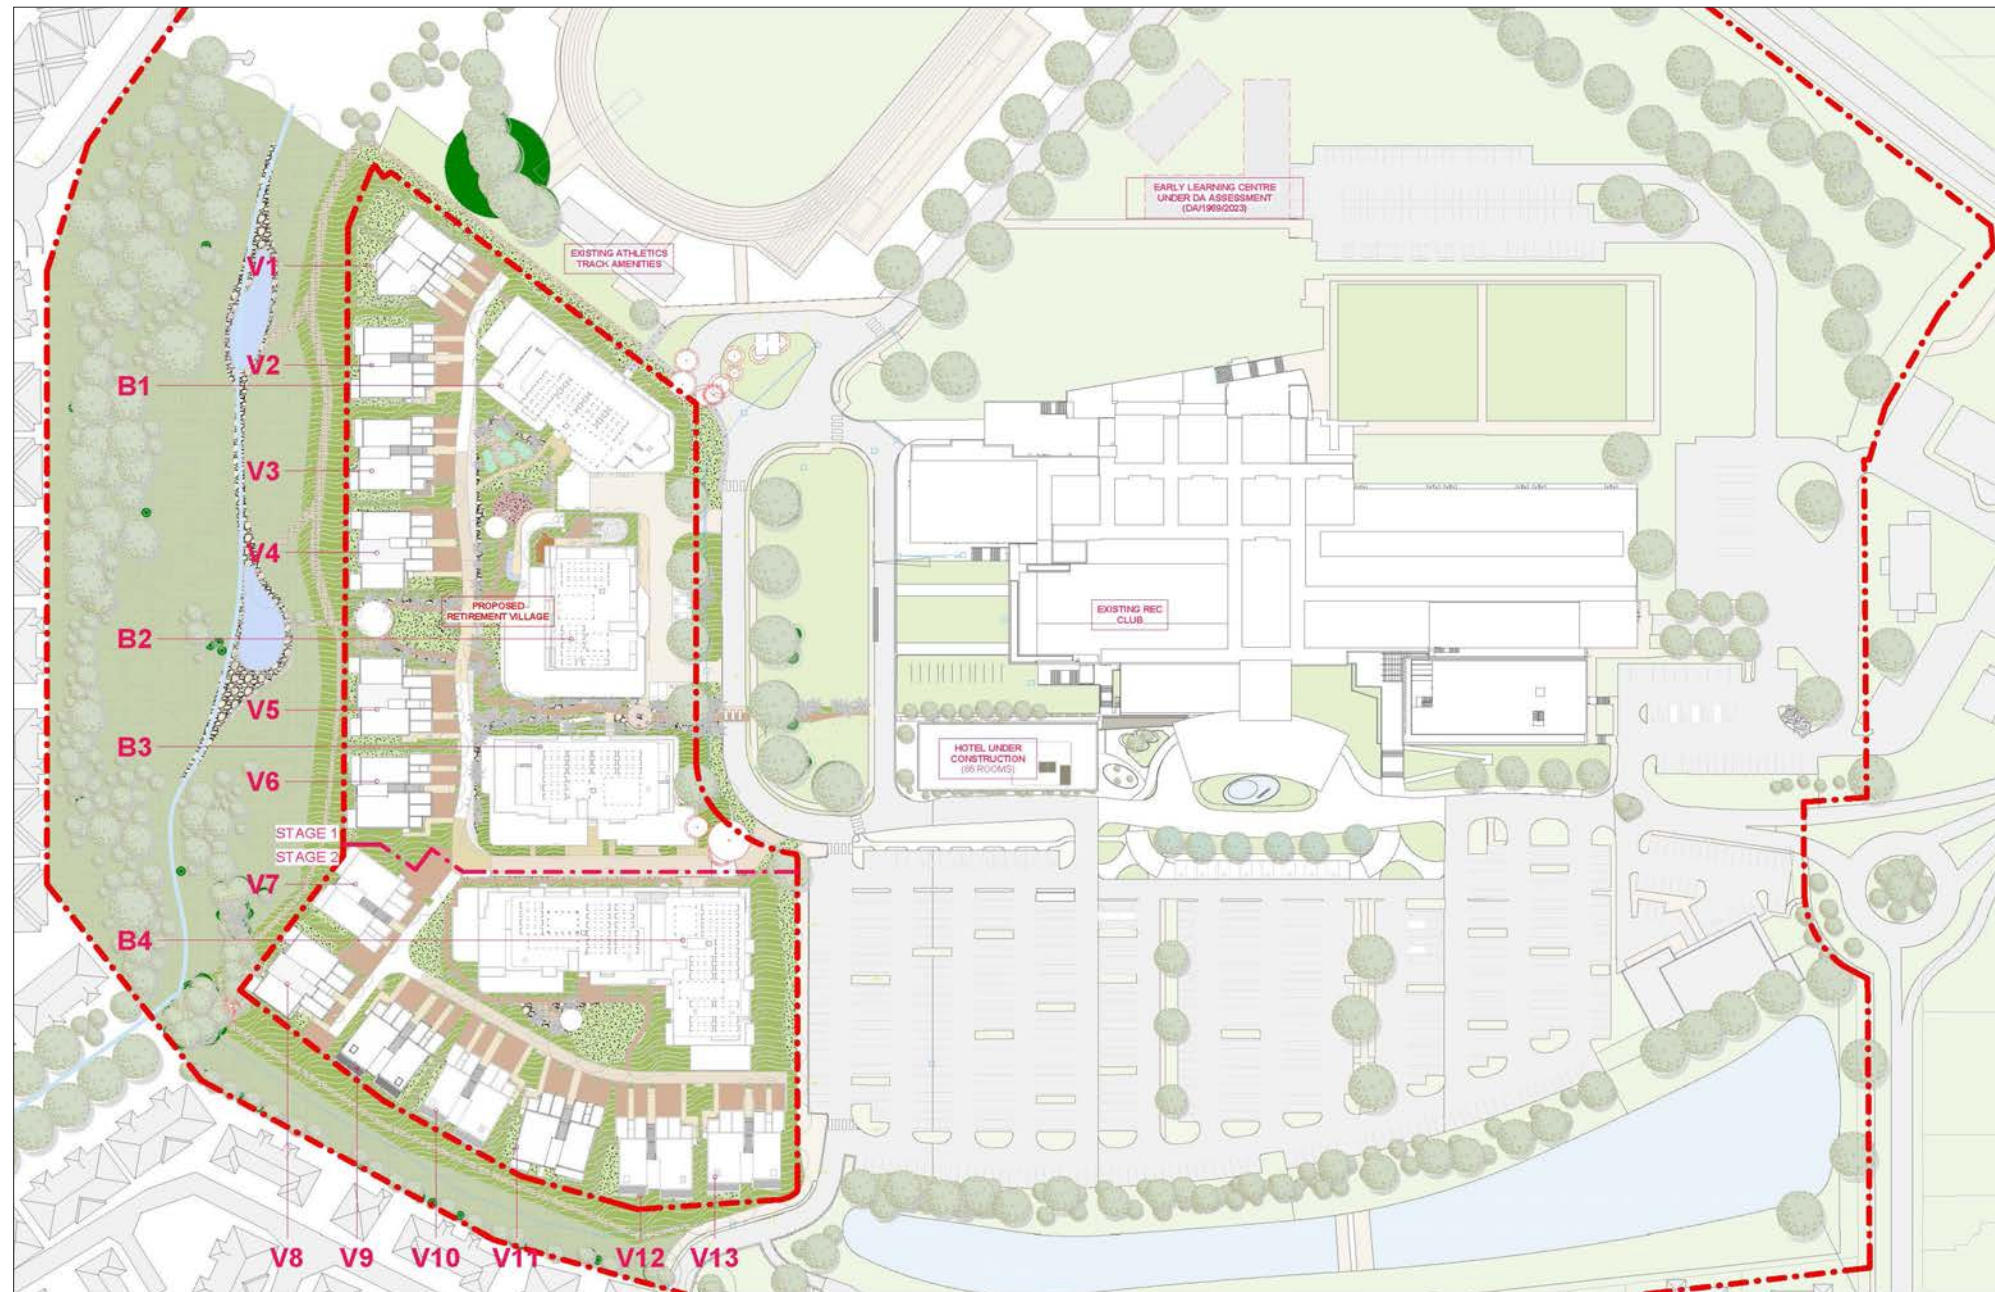 EARLY LEARNING CENTRE
UNDER DA ASSESSMENT
(DA/1969/2023)
EXISTING ATHLETICS
TRACK AMENITIES
V1
V2
B1
V3
V4
PROPOSED
RETIREMENT VILLAGE
EXISTING REC
CLUB
B2
V5
B3
HOTEL UNDER
CONSTRUCTION
(85 ROOMS)
V6
STAGE 1
STAGE 2
V7
B4
V8
V9
V10
V11
V12
V13